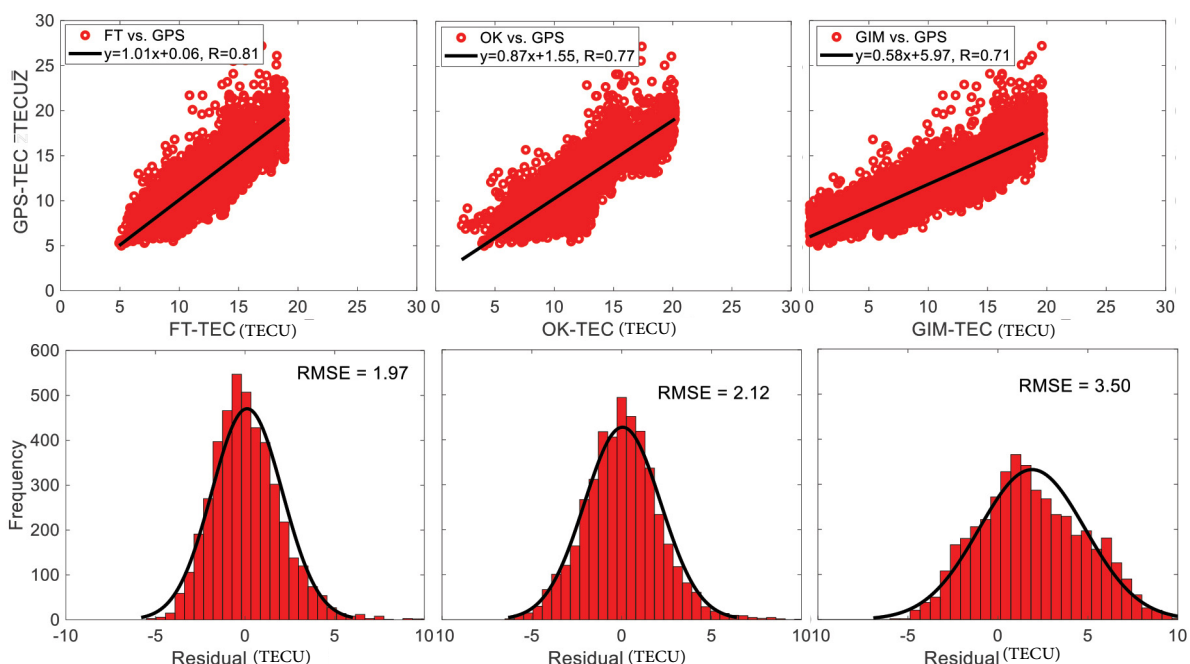 FT vs. GPS
y=1.01x+0.06, R=0.81
30
25
20
15
10
5
0
GPS-TEC
0 5 10 15 20 25 30
FT-TEC (TECU)
OK vs. GPS
y=0.87x+1.55, R=0.77
0 5 10 15 20 25 30
OK-TEC (TECU)
GIM vs. GPS
y=0.58x+5.97, R=0.71
0 5 10 15 20 25 30
GIM-TEC (TECU)
600
500
400
300
200
100
0
Frequency
RMSE = 1.97
-10 -5 0 5 10
Residual (TECU)
RMSE = 2.12
-5 0 5
Residual (TECU)
RMSE = 3.50
10 -5 0 5 10
Residual (TECU)